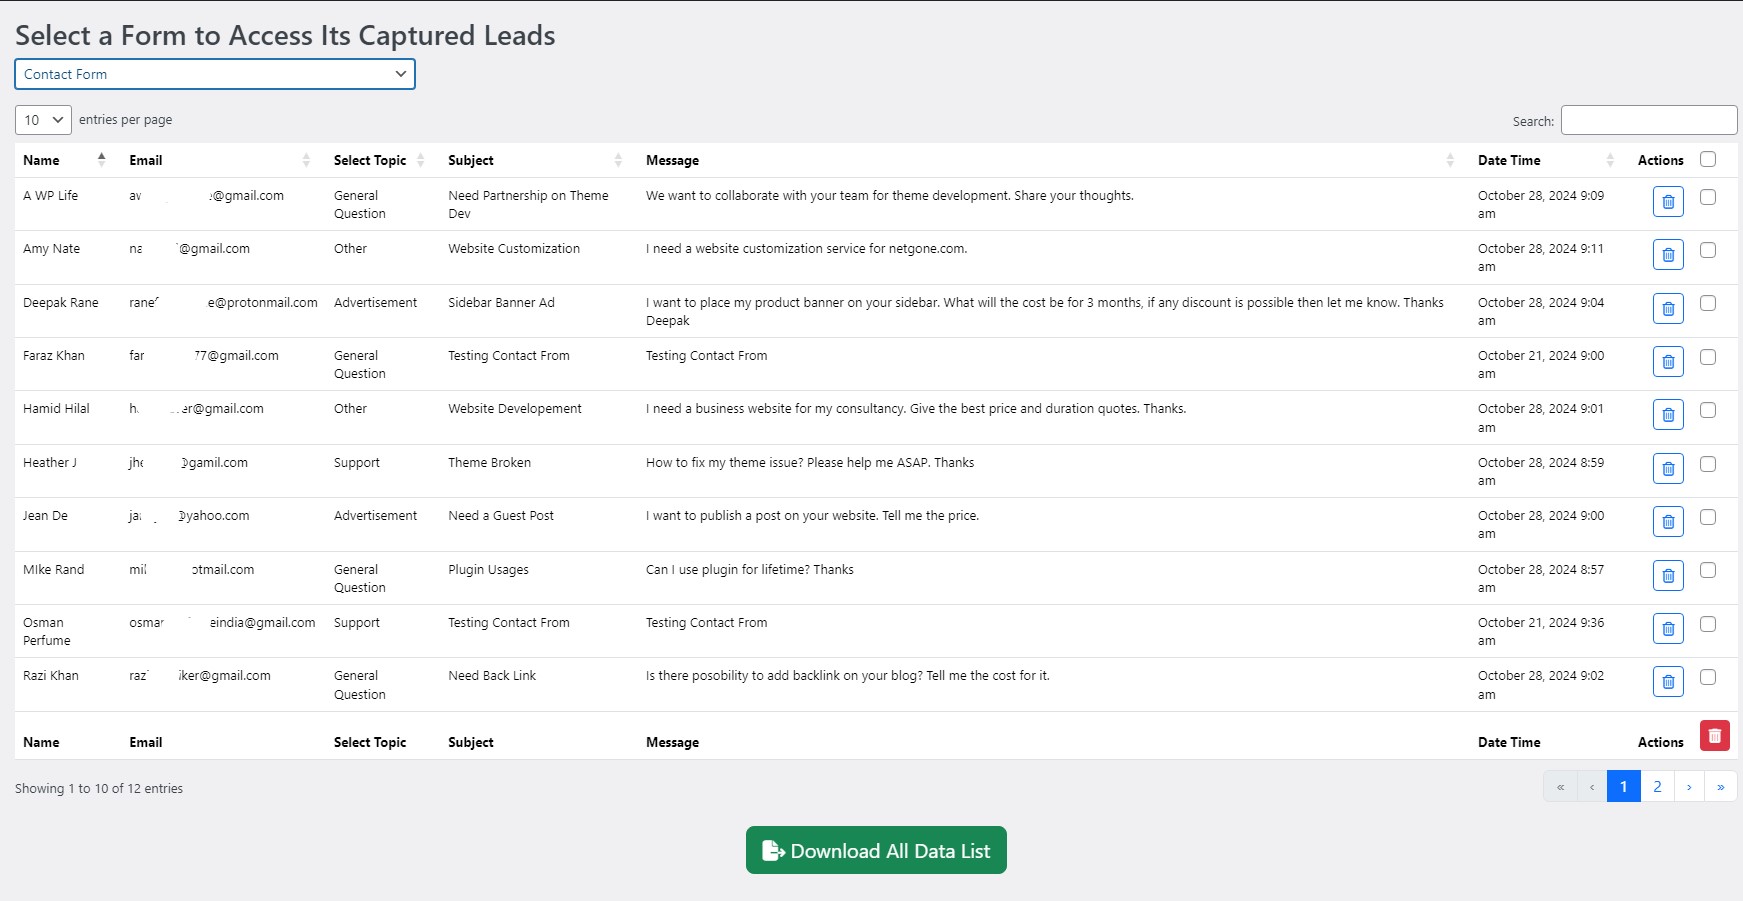 Select a Form to Access Its Captured Leads
Contact Form
10 entries per page Search:
Name Email Select Topic Subject Message Date Time Actions
A WP Life @gmail.com General Question Need Partnership on Theme Dev We want to collaborate with your team for theme development. Share your thoughts. October 28, 2024 9:09 am
Amy Nate na @gmail.com Other Website Customization I need a website customization service for netgone.com. October 28, 2024 9:11 am
Deepak Rane rane e@protonmail.com Advertisement Sidebar Banner Ad I want to place my product banner on your sidebar. What will the cost be for 3 months, if any discount is possible then let me know. Thanks Deepak October 28, 2024 9:04 am
Faraz Khan far 77@gmail.com General Question Testing Contact From Testing Contact From October 21, 2024 9:00 am
Hamid Hilal h er@gmail.com Other Website Developement I need a business website for my consultancy. Give the best price and duration quotes. Thanks. October 28, 2024 9:01 am
Heather J jh @gamil.com Support Theme Broken How to fix my theme issue? Please help me ASAP. Thanks October 28, 2024 8:59 am
Jean De ja @yahoo.com Advertisement Need a Guest Post I want to publish a post on your website. Tell me the price. October 28, 2024 9:00 am
MIke Rand mi otmail.com General Question Plugin Usages Can I use plugin for lifetime? Thanks October 28, 2024 8:57 am
Osman Perfume osmar eindia@gmail.com Support Testing Contact From Testing Contact From October 21, 2024 9:36 am
Razi Khan raz iker@gmail.com General Question Need Back Link Is there posobility to add backlink on your blog? Tell me the cost for it. October 28, 2024 9:02 am
Name Email Select Topic Subject Message Date Time Actions
Showing 1 to 10 of 12 entries « ‹ 1 2 › »
Download All Data List